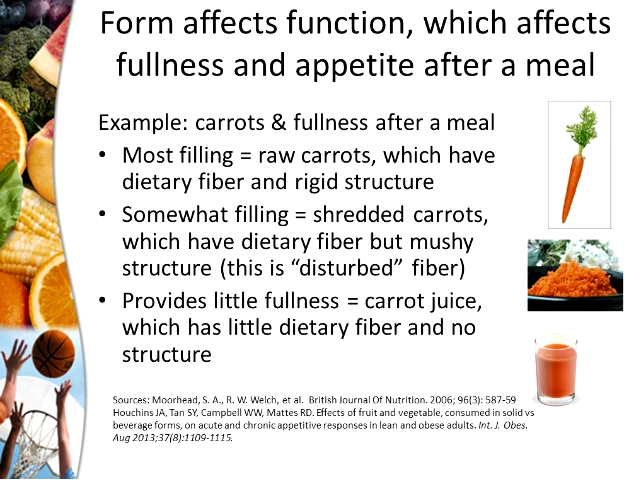 Form affects function, which affects
fullness and appetite after a meal
Example: carrots & fullness after a meal
• Most filling = raw carrots, which have
dietary fiber and rigid structure
• Somewhat filling = shredded carrots,
which have dietary fiber but mushy
structure (this is “disturbed” fiber)
• Provides little fullness = carrot juice,
which has little dietary fiber and no
structure
Sources: Moorhead, S. A., R. W. Welch, et al. British Journal Of Nutrition. 2006; 96(3): 587-59
Houchins JA, Tan SY, Campbell WW, Mattes RD. Effects of fruit and vegetable, consumed in solid vs
beverage forms, on acute and chronic appetitive responses in lean and obese adults. Int. J. Obes.
Aug 2013;37(8):1109-1115.